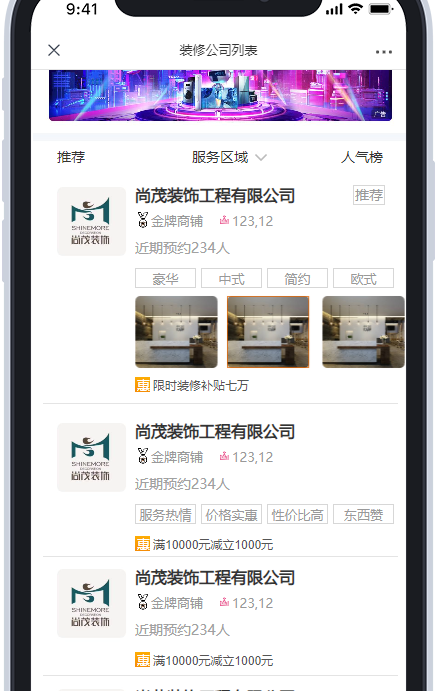 9:41
装修公司列表
广告
推荐
服务区域
人气榜
尚茂装饰工程有限公司
推荐
金牌商铺
123,12
近期预约234人
豪华
中式
简约
欧式
惠 限时装修补贴七万
SHINEMORE
DECORATION
尚茂装饰
尚茂装饰工程有限公司
金牌商铺
123,12
近期预约234人
服务热情
价格实惠
性价比高
东西赞
惠 满10000元减立1000元
SHINEMORE
DECORATION
尚茂装饰
尚茂装饰工程有限公司
金牌商铺
123,12
近期预约234人
惠 满10000元减立1000元
SHINEMORE
DECORATION
尚茂装饰